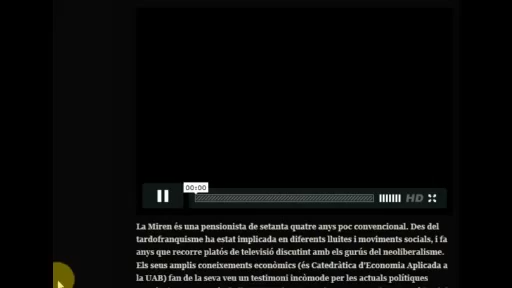 00:00
HD
La Miren és una pensionista de setanta quatre anys poc convencional. Des del
tardofranquisme ha estat implicada en diferents lluites i moviments socials, i fa
anys que recorre platós de televisió discutint amb els gurús del neoliberalisme.
Els seus amplis coneixements econòmics (és Catedràtica d'Economia Aplicada a
la UAB) fan de la seva veu un testimoni incòmode per les actuals polítiques